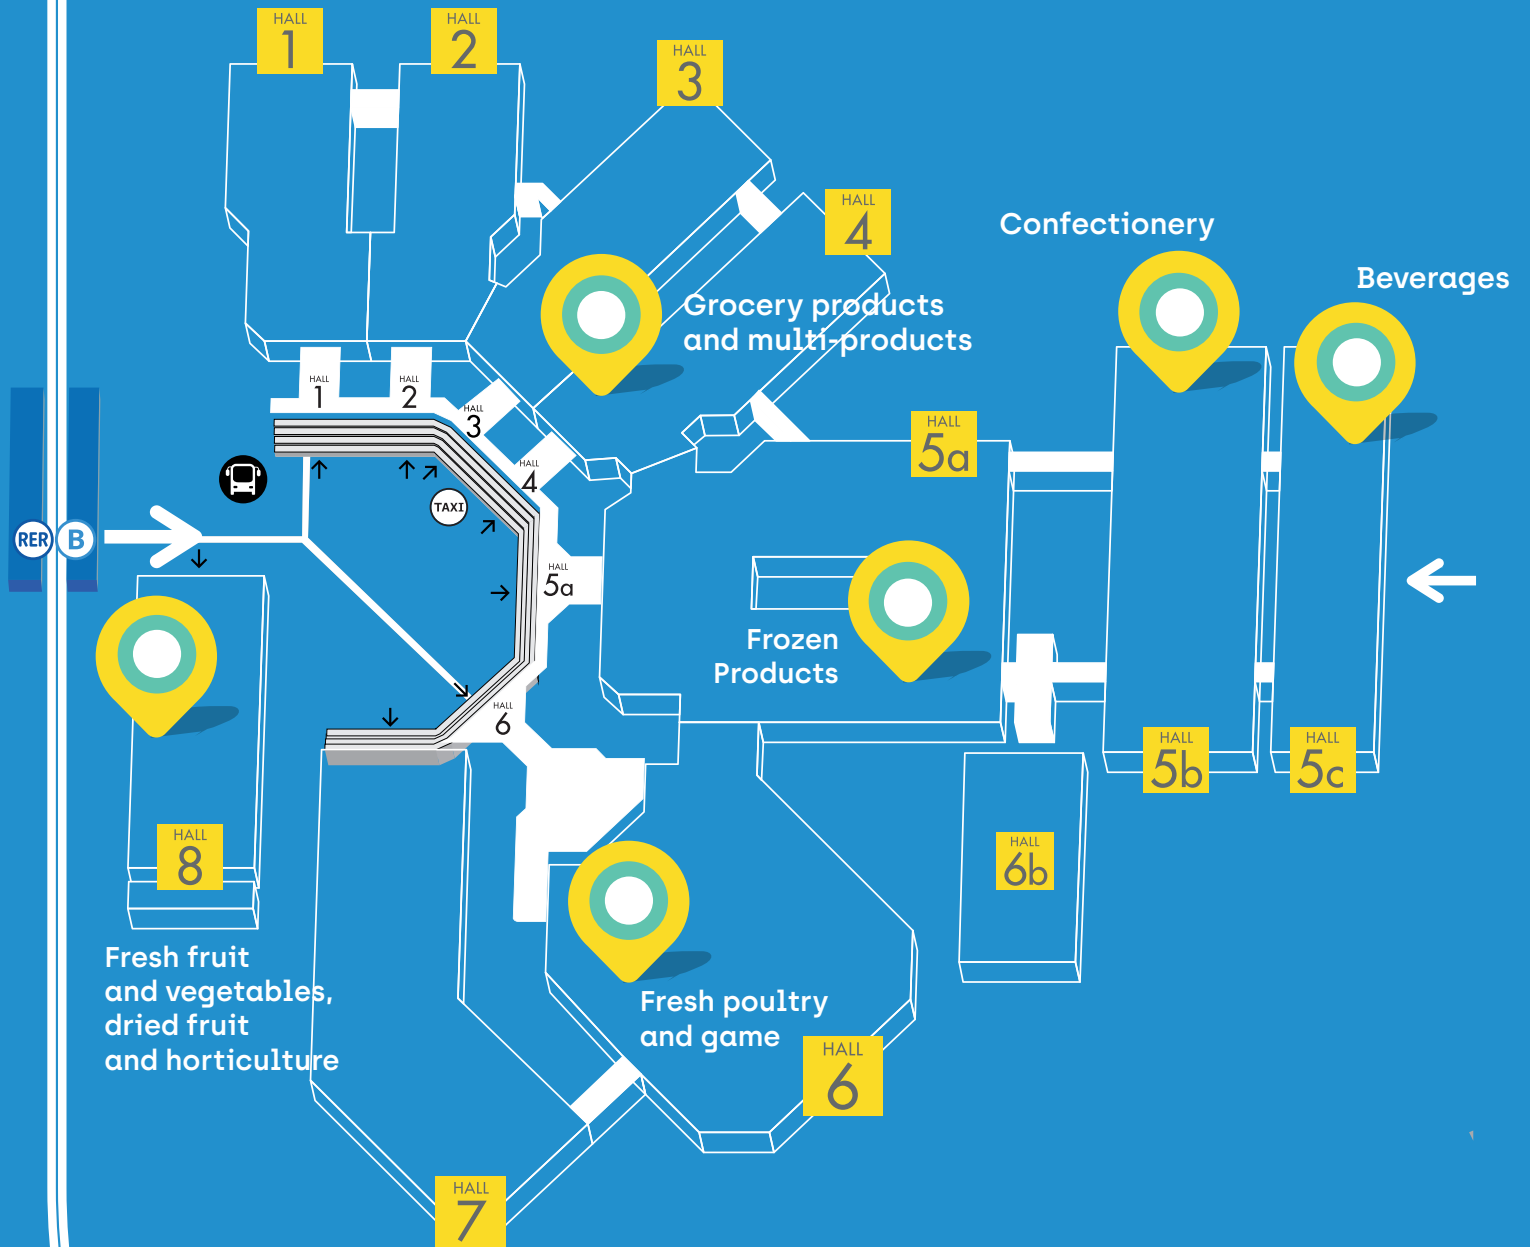 HALL
1
HALL
2
HALL
3
HALL
4
Confectionery
Beverages
Grocery products
and multi-products
HALL
1
HALL
2
HALL
3
HALL
4
HALL
5a
TAXI
RER B
HALL
5a
Frozen
Products
HALL
6
HALL
5b
HALL
5c
HALL
8
HALL
6b
Fresh fruit
and vegetables,
dried fruit
and horticulture
Fresh poultry
and game
HALL
6
HALL
7